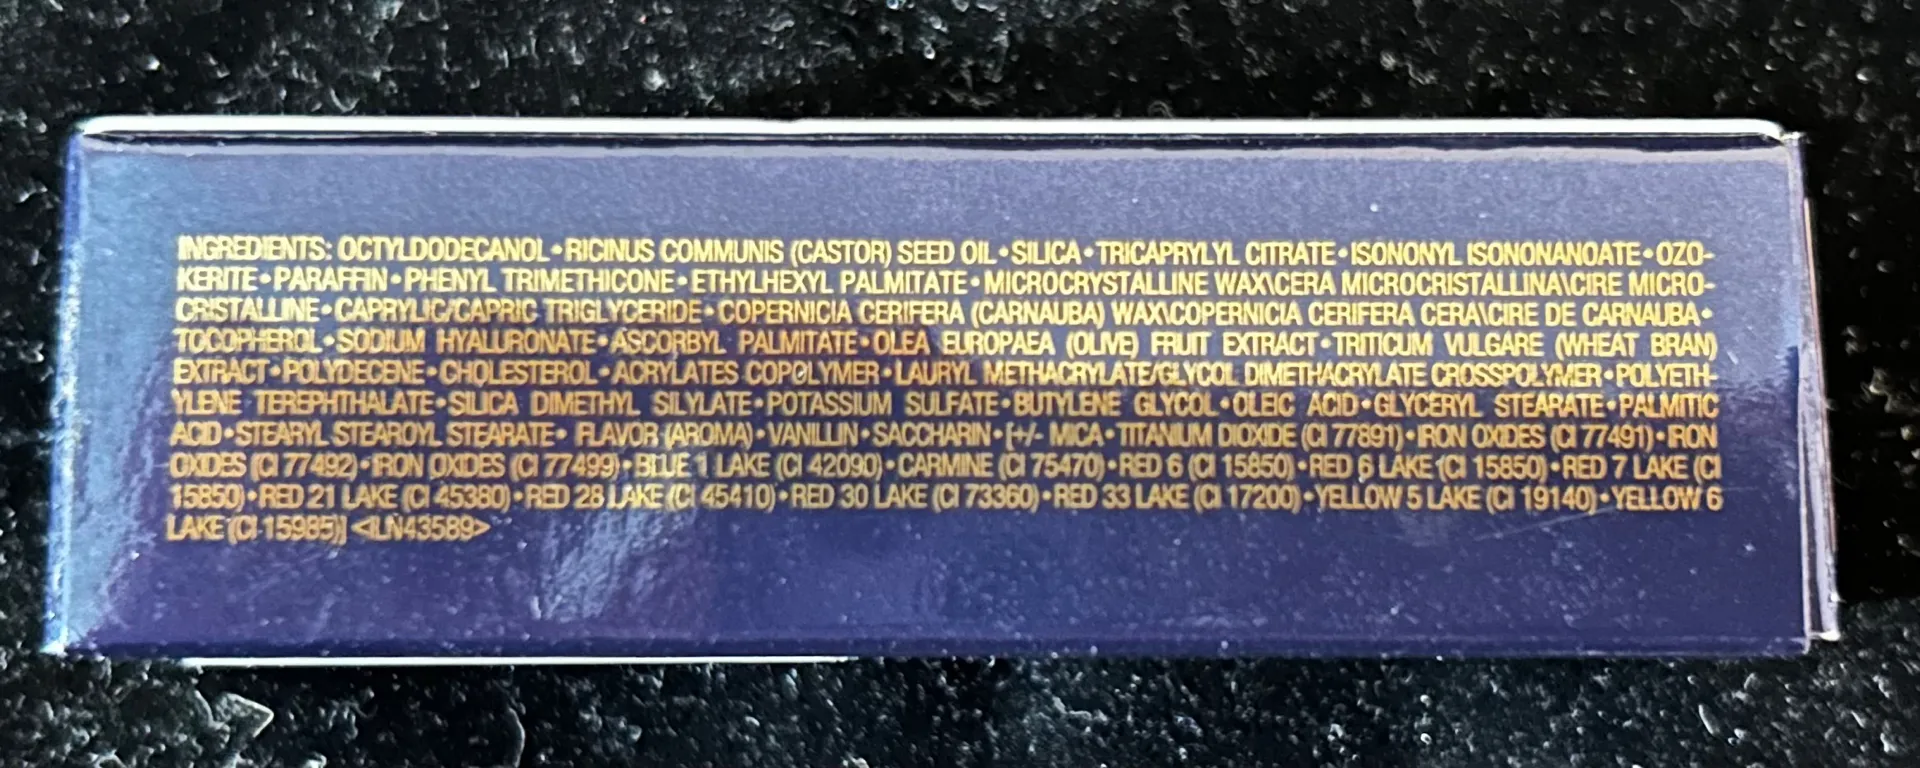 INGREDIENTS: OCTYLDODECANOL•RICINUS COMMUNIS (CASTOR) SEED OIL•SILICA•TRICAPRYLYL CITRATE•ISONONYL ISONONANOATE•OZO-
KERITE•PARAFFIN•PHENYL TRIMETHICONE•ETHYLHEXYL PALMITATE•MICROCRYSTALLINE WAX\CERA MICROCRISTALLINA\CIRE MICRO-
CRISTALLINE•CAPRYLIC/CAPRIC TRIGLYCERIDE•COPERNICIA CERIFERA (CARNAUBA) WAX\COPERNICIA CERIFERA CERA\CIRE DE CARNAUBA•
TOCOPHEROL•SODIUM HYALURONATE•ASCORBYL PALMITATE•OLEA EUROPAEA (OLIVE) FRUIT EXTRACT•TRITICUM VULGARE (WHEAT BRAN)
EXTRACT•POLYDECENE•CHOLESTEROL•ACRYLATES COPOLYMER•LAURYL METHACRYLATE/GLYCOL DIMETHACRYLATE CROSSPOLYMER•POLYETH-
YLENE TEREPHTHALATE•SILICA DIMETHYL SILYLATE•POTASSIUM SULFATE•BUTYLENE GLYCOL•OLEIC ACID•GLYCERYL STEARATE•PALMITIC
ACID•STEARYL STEAROYL STEARATE• FLAVOR (AROMA)•VANILLIN•SACCHARIN•[+/- MICA•TITANIUM DIOXIDE (CI 77891)•IRON OXIDES (CI 77491)•IRON
OXIDES (CI 77492)•IRON OXIDES (CI 77499)•BLUE 1 LAKE (CI 42090)•CARMINE (CI 75470)•RED 6 (CI 15850)•RED 6 LAKE (CI 15850)•RED 7 LAKE (CI
15850)•RED 21 LAKE (CI 45380)•RED 28 LAKE (CI 45410)•RED 30 LAKE (CI 73360)•RED 33 LAKE (CI 17200)•YELLOW 5 LAKE (CI 19140)•YELLOW 6
LAKE (CI 15985)] <ILN43589>